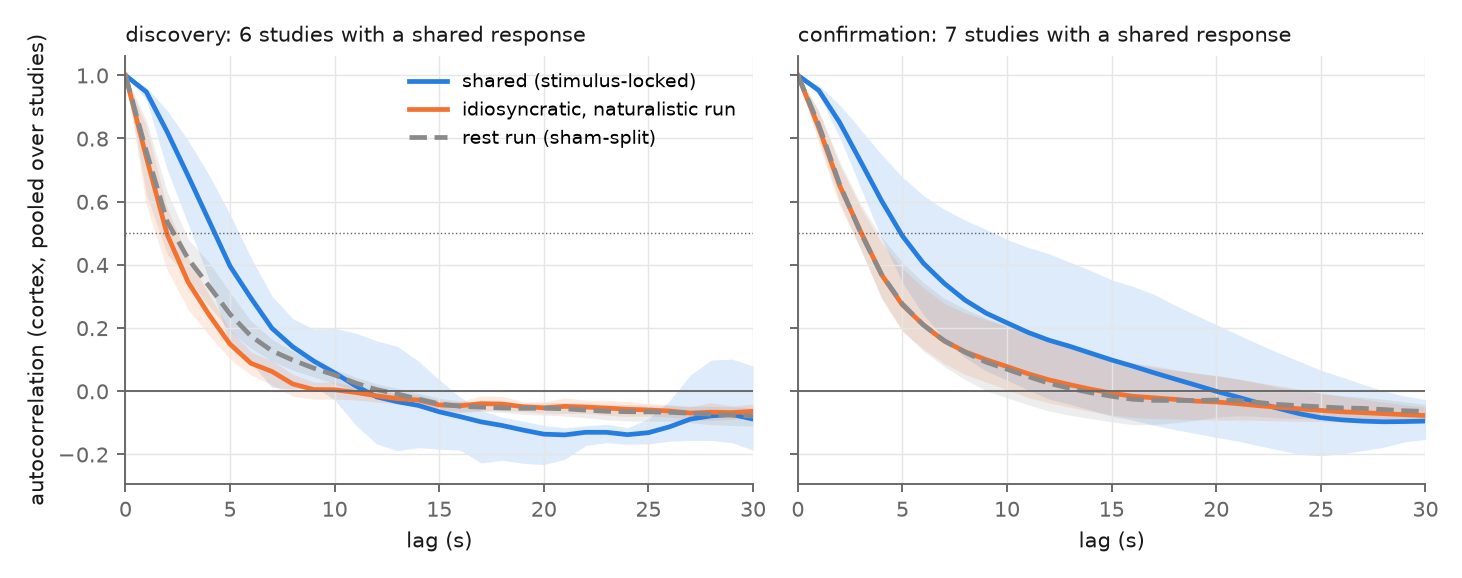 discovery: 6 studies with a shared response
confirmation: 7 studies with a shared response
autocorrelation (cortex, pooled over studies)
shared (stimulus-locked)
idiosyncratic, naturalistic run
rest run (sham-split)
1.0
0.8
0.6
0.4
0.2
0.0
−0.2
0 5 10 15 20 25 30
0 5 10 15 20 25 30
lag (s)
lag (s)